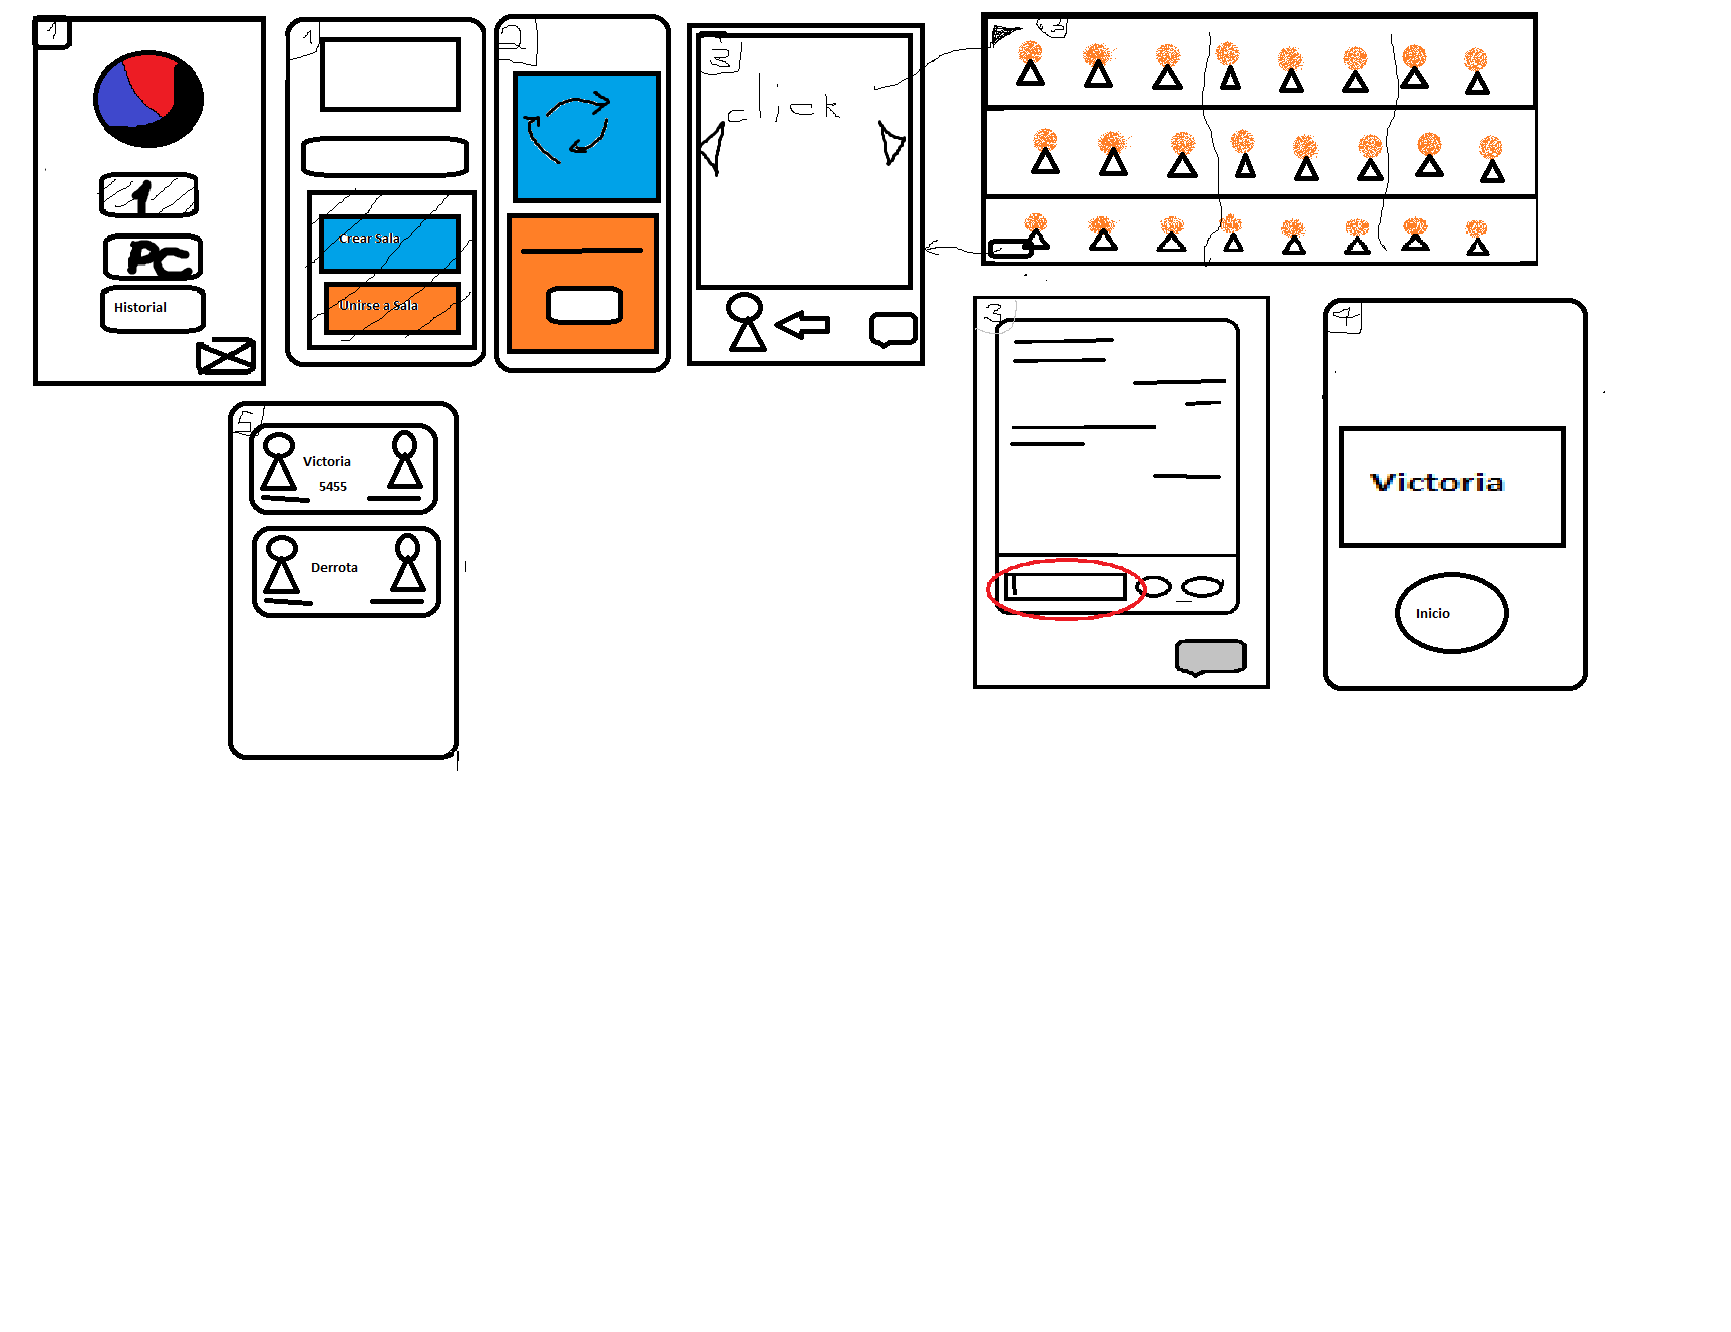 1
1
PC
Historial
1
Crear Sala
Unirse a Sala
2
3
click
3
4
Victoria
Inicio
5
Victoria
5455
Derrota